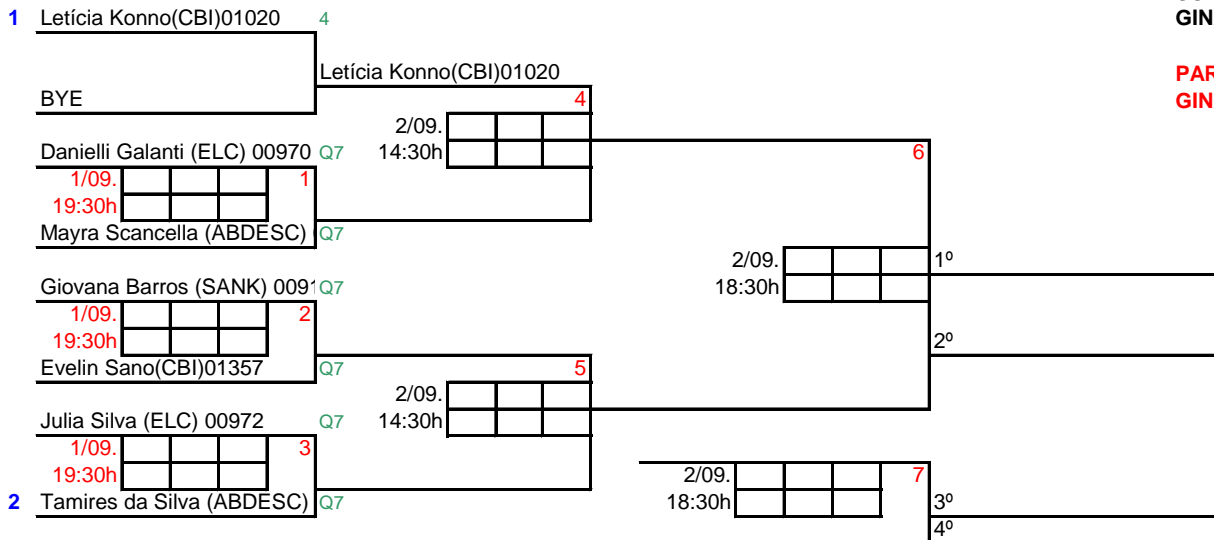 1 Letícia Konno(CBI)01020 4
GIN
Letícia Konno(CBI)01020
PAR
BYE
4
GIN
2/09.
14:30h
Danielli Galanti (ELC) 00970 Q7
6
1/09. 1
19:30h
Mayra Scancella (ABDESC) Q7
2/09. 1º
18:30h
Giovana Barros (SANK) 0091 Q7
1/09. 2
19:30h
2º
Evelin Sano(CBI)01357 Q7
5
2/09.
14:30h
Julia Silva (ELC) 00972 Q7
1/09. 3
19:30h
2/09. 7
18:30h
2 Tamires da Silva (ABDESC) Q7
3º
4º